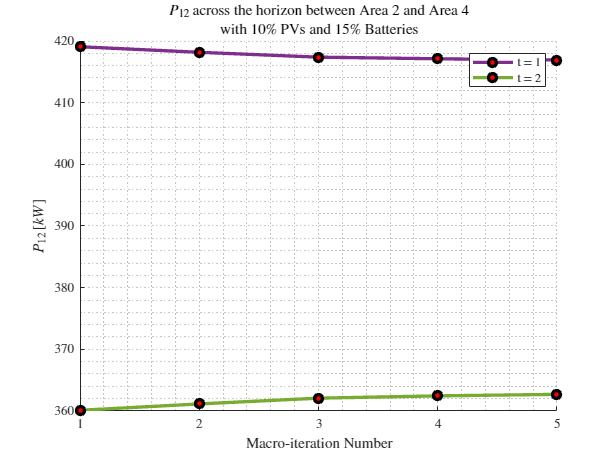 P12 across the horizon between Area 2 and Area 4
with 10% PVs and 15% Batteries
420
410
400
390
380
370
360
P12 [kW]
t = 1
t = 2
1 2 3 4 5
Macro-iteration Number